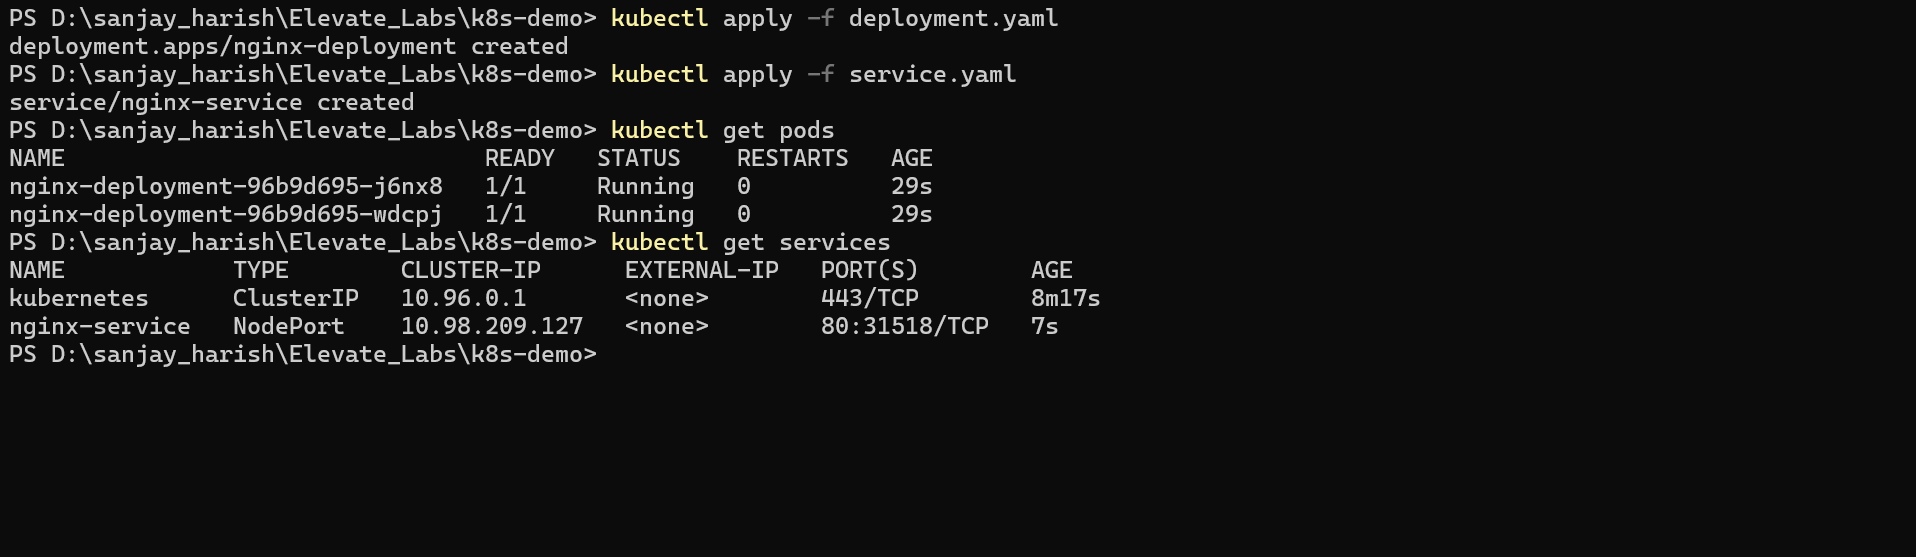 PS D:\sanjay_harish\Elevate_Labs\k8s-demo> kubectl apply -f deployment.yaml
deployment.apps/nginx-deployment created
PS D:\sanjay_harish\Elevate_Labs\k8s-demo> kubectl apply -f service.yaml
service/nginx-service created
PS D:\sanjay_harish\Elevate_Labs\k8s-demo> kubectl get pods
NAME                              READY   STATUS    RESTARTS   AGE
nginx-deployment-96b9d695-j6nx8   1/1     Running   0          29s
nginx-deployment-96b9d695-wdcpj   1/1     Running   0          29s
PS D:\sanjay_harish\Elevate_Labs\k8s-demo> kubectl get services
NAME            TYPE        CLUSTER-IP      EXTERNAL-IP   PORT(S)        AGE
kubernetes      ClusterIP   10.96.0.1       <none>        443/TCP        8m17s
nginx-service   NodePort    10.98.209.127   <none>        80:31518/TCP   7s
PS D:\sanjay_harish\Elevate_Labs\k8s-demo>